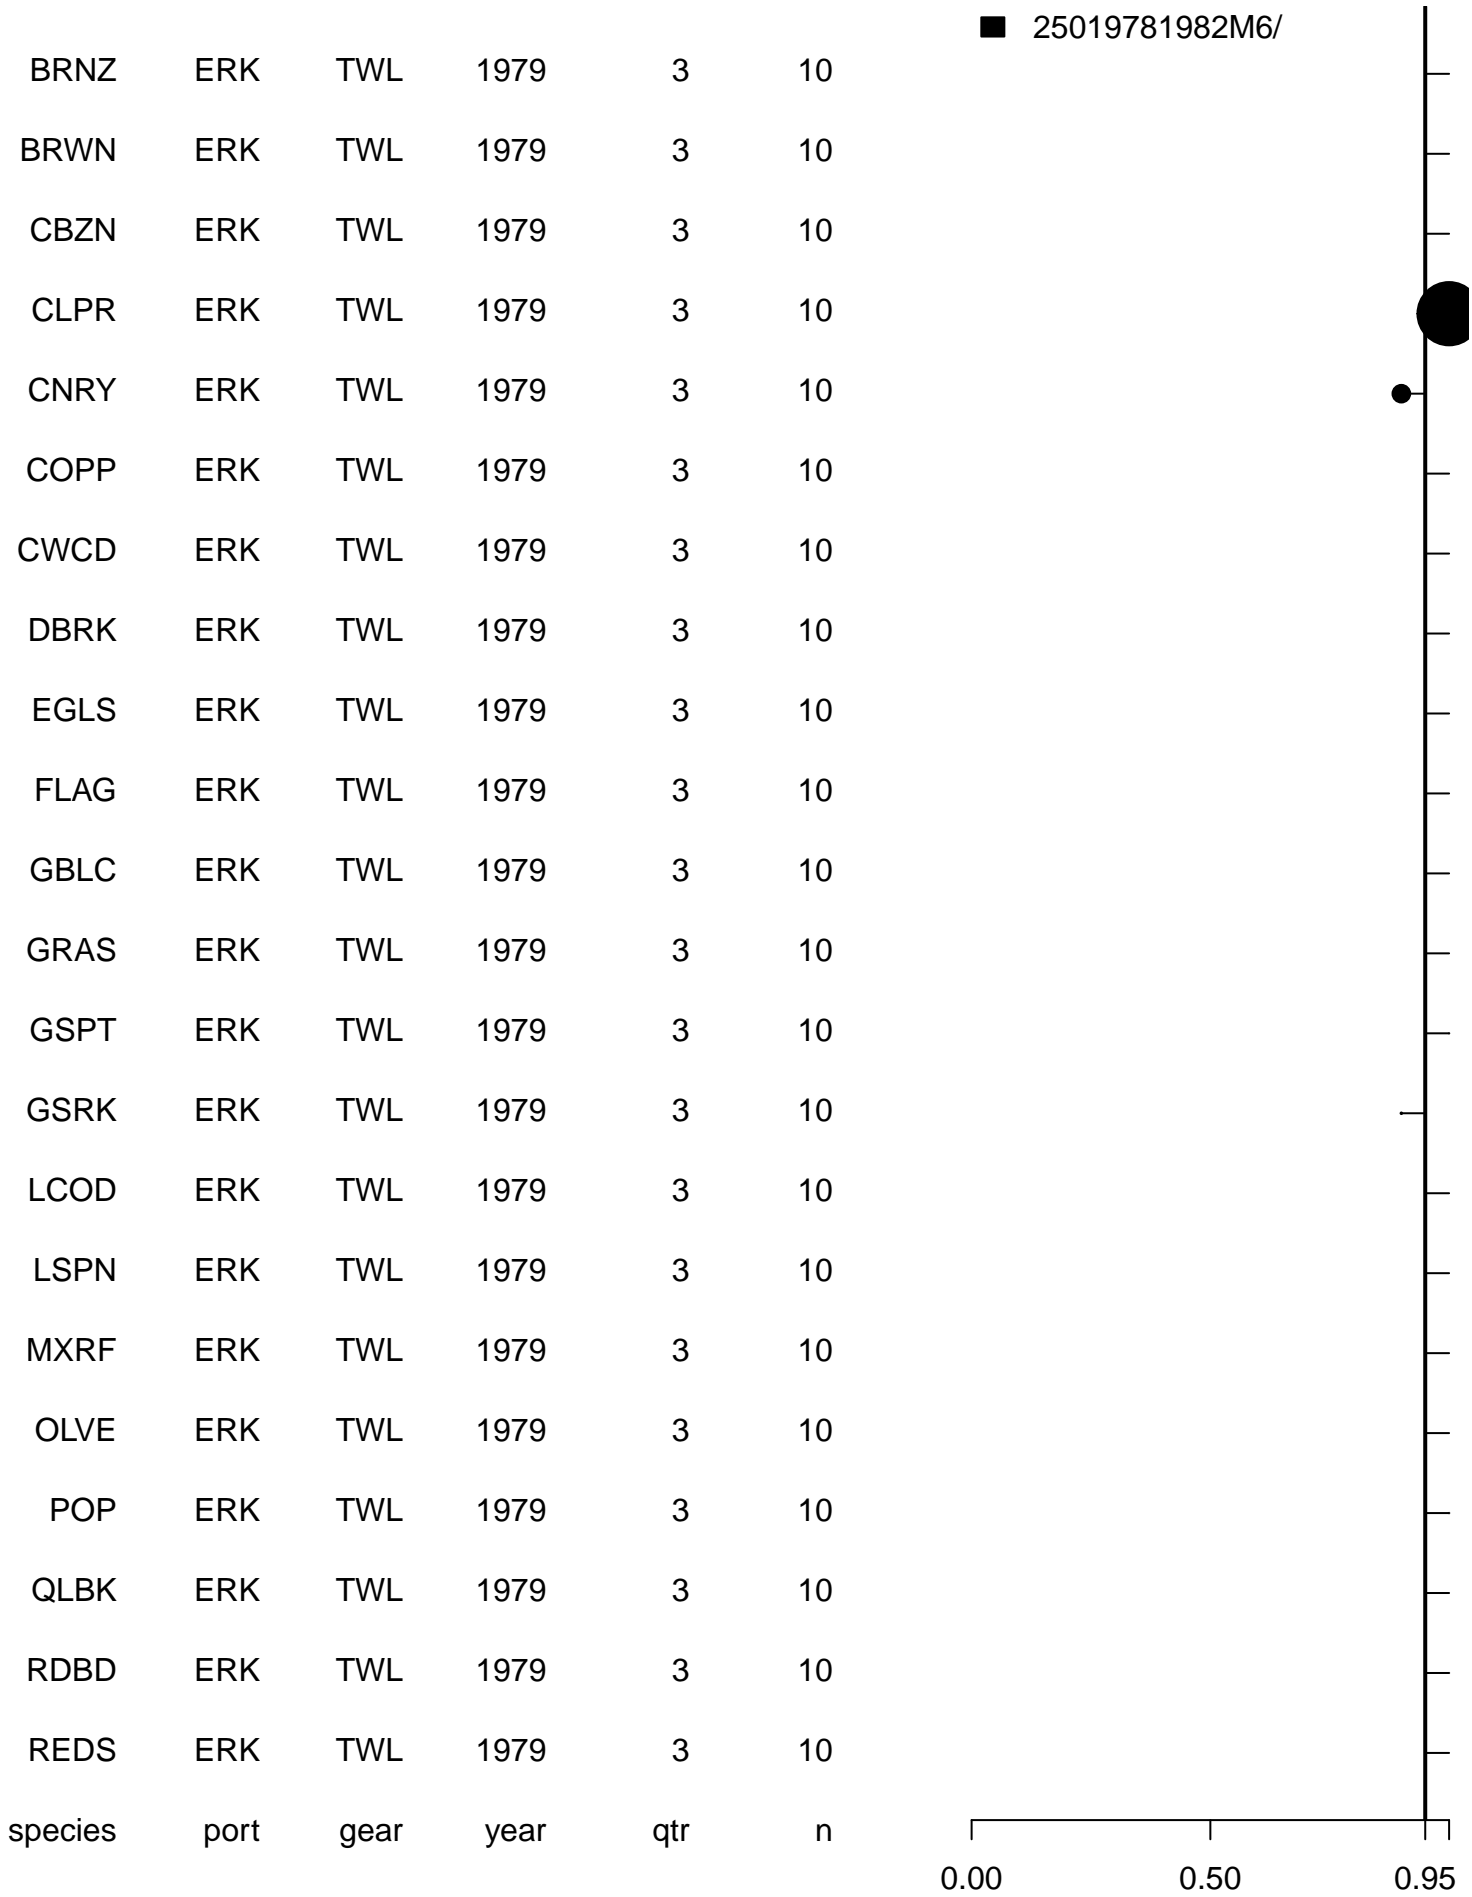 25019781982M6/
BRNZ ERK TWL 1979 3 10
BRWN ERK TWL 1979 3 10
CBZN ERK TWL 1979 3 10
CLPR ERK TWL 1979 3 10
CNRY ERK TWL 1979 3 10
COPP ERK TWL 1979 3 10
CWCD ERK TWL 1979 3 10
DBRK ERK TWL 1979 3 10
EGLS ERK TWL 1979 3 10
FLAG ERK TWL 1979 3 10
GBLC ERK TWL 1979 3 10
GRAS ERK TWL 1979 3 10
GSPT ERK TWL 1979 3 10
GSRK ERK TWL 1979 3 10
LCOD ERK TWL 1979 3 10
LSPN ERK TWL 1979 3 10
MXRF ERK TWL 1979 3 10
OLVE ERK TWL 1979 3 10
POP ERK TWL 1979 3 10
QLBK ERK TWL 1979 3 10
RDBD ERK TWL 1979 3 10
REDS ERK TWL 1979 3 10
species port gear year qtr n
0.00 0.50 0.95